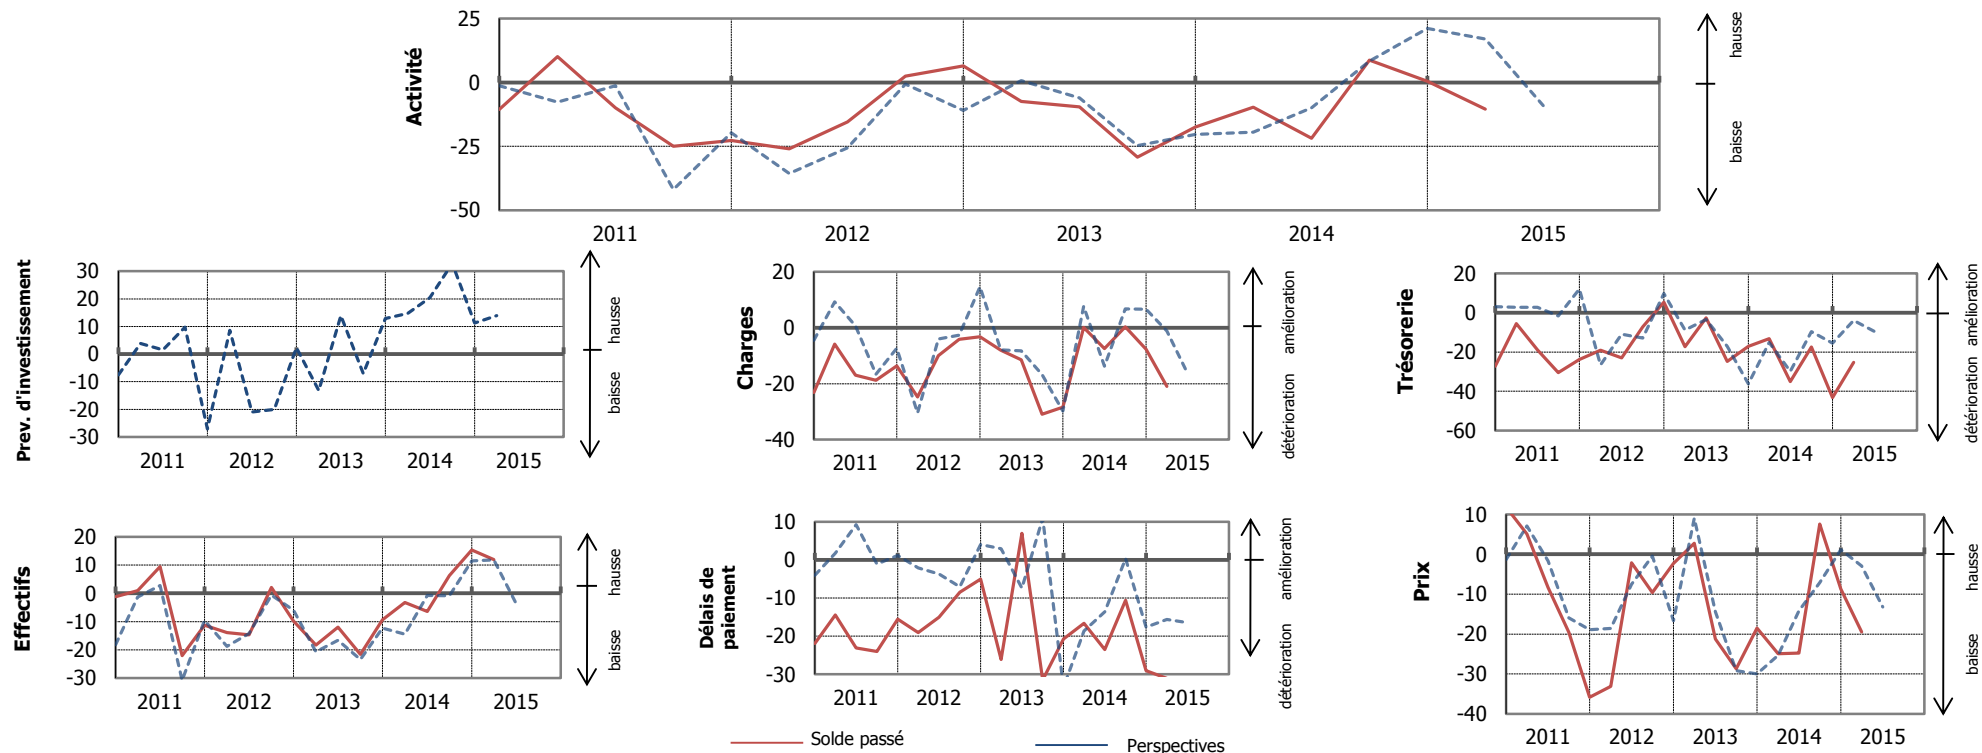 Activité
25
0
-25
-50
2011 2012 2013 2014 2015
hausse
baisse
Prev. d'investissement
30
20
10
0
-10
-20
-30
2011 2012 2013 2014 2015
hausse
baisse
Charges
20
0
-20
-40
2011 2012 2013 2014 2015
amélioration
détérioration
Trésorerie
20
0
-20
-40
-60
2011 2012 2013 2014 2015
amélioration
détérioration
Effectifs
20
10
0
-10
-20
-30
2011 2012 2013 2014 2015
hausse
baisse
Délais de
paiement
10
0
-10
-20
-30
2011 2012 2013 2014 2015
amélioration
détérioration
Prix
10
0
-10
-20
-30
-40
2011 2012 2013 2014 2015
hausse
baisse
Solde passé
Perspectives